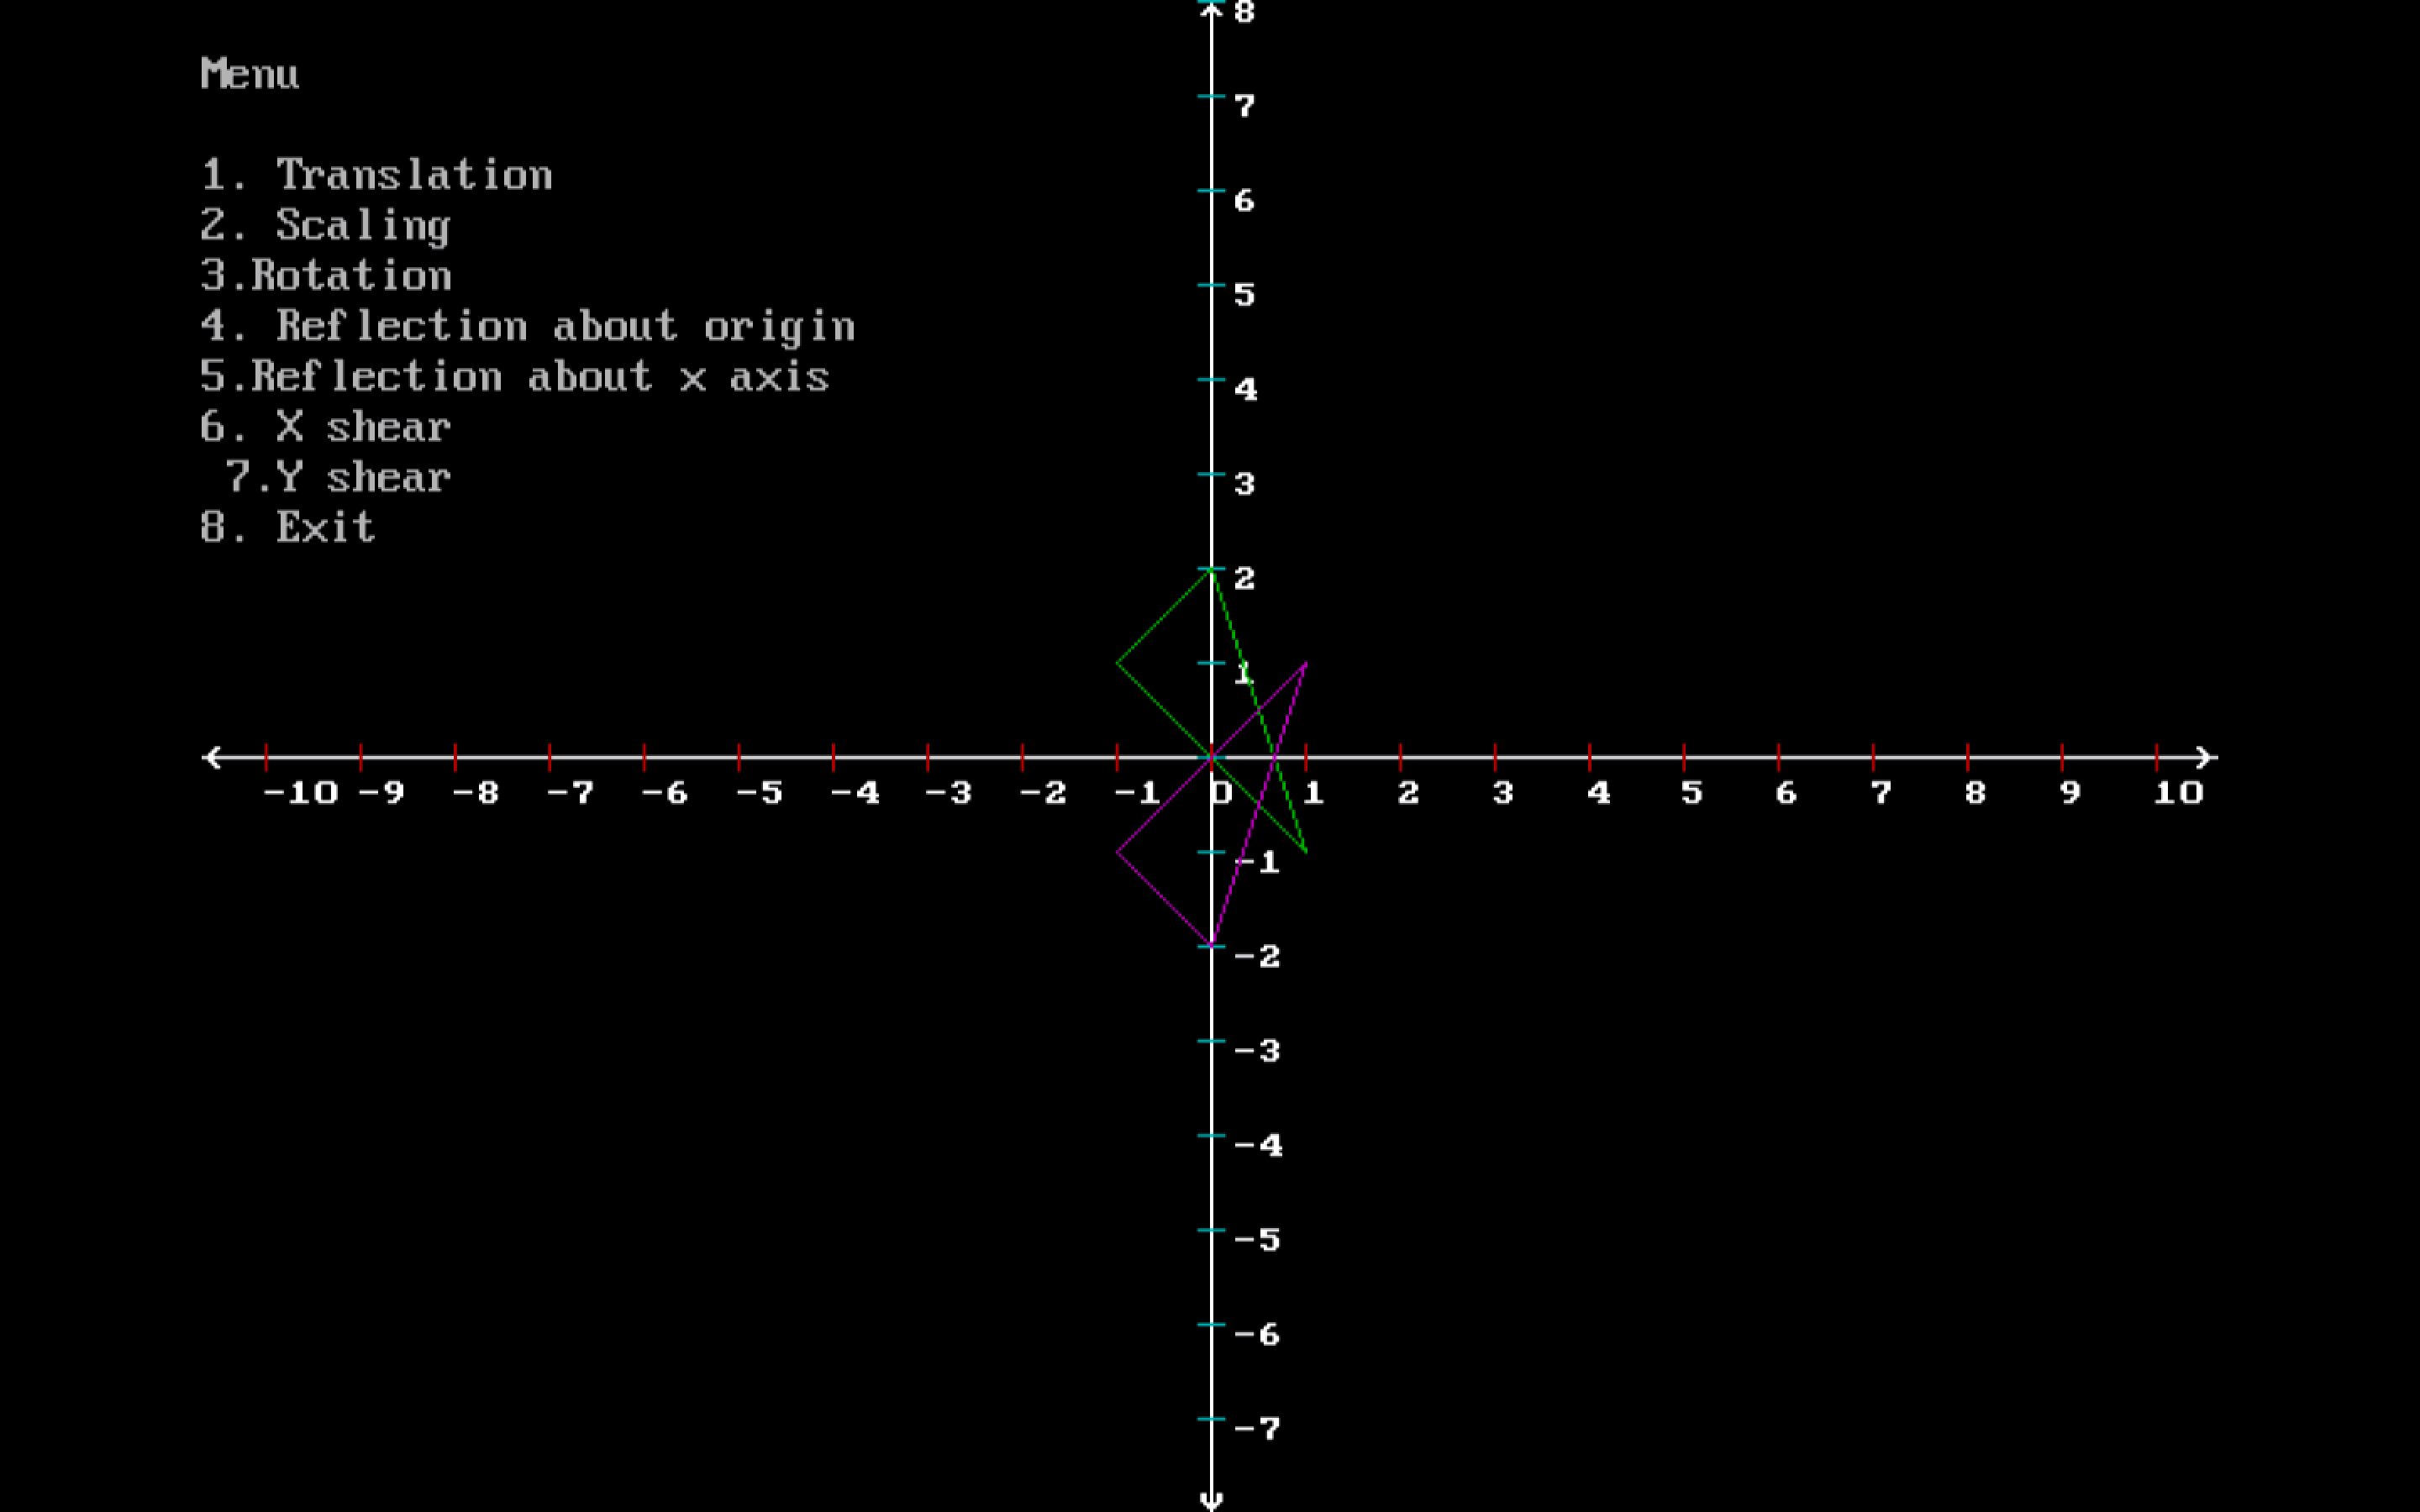 Menu
1. Translation
2. Scaling
3.Rotation
4. Reflection about origin
5.Reflection about x axis
6. X shear
7.Y shear
8. Exit
8
7
6
5
4
3
2
1
-10 -9 -8 -7 -6 -5 -4 -3 -2 -1 0 1 2 3 4 5 6 7 8 9 10
-1
-2
-3
-4
-5
-6
-7